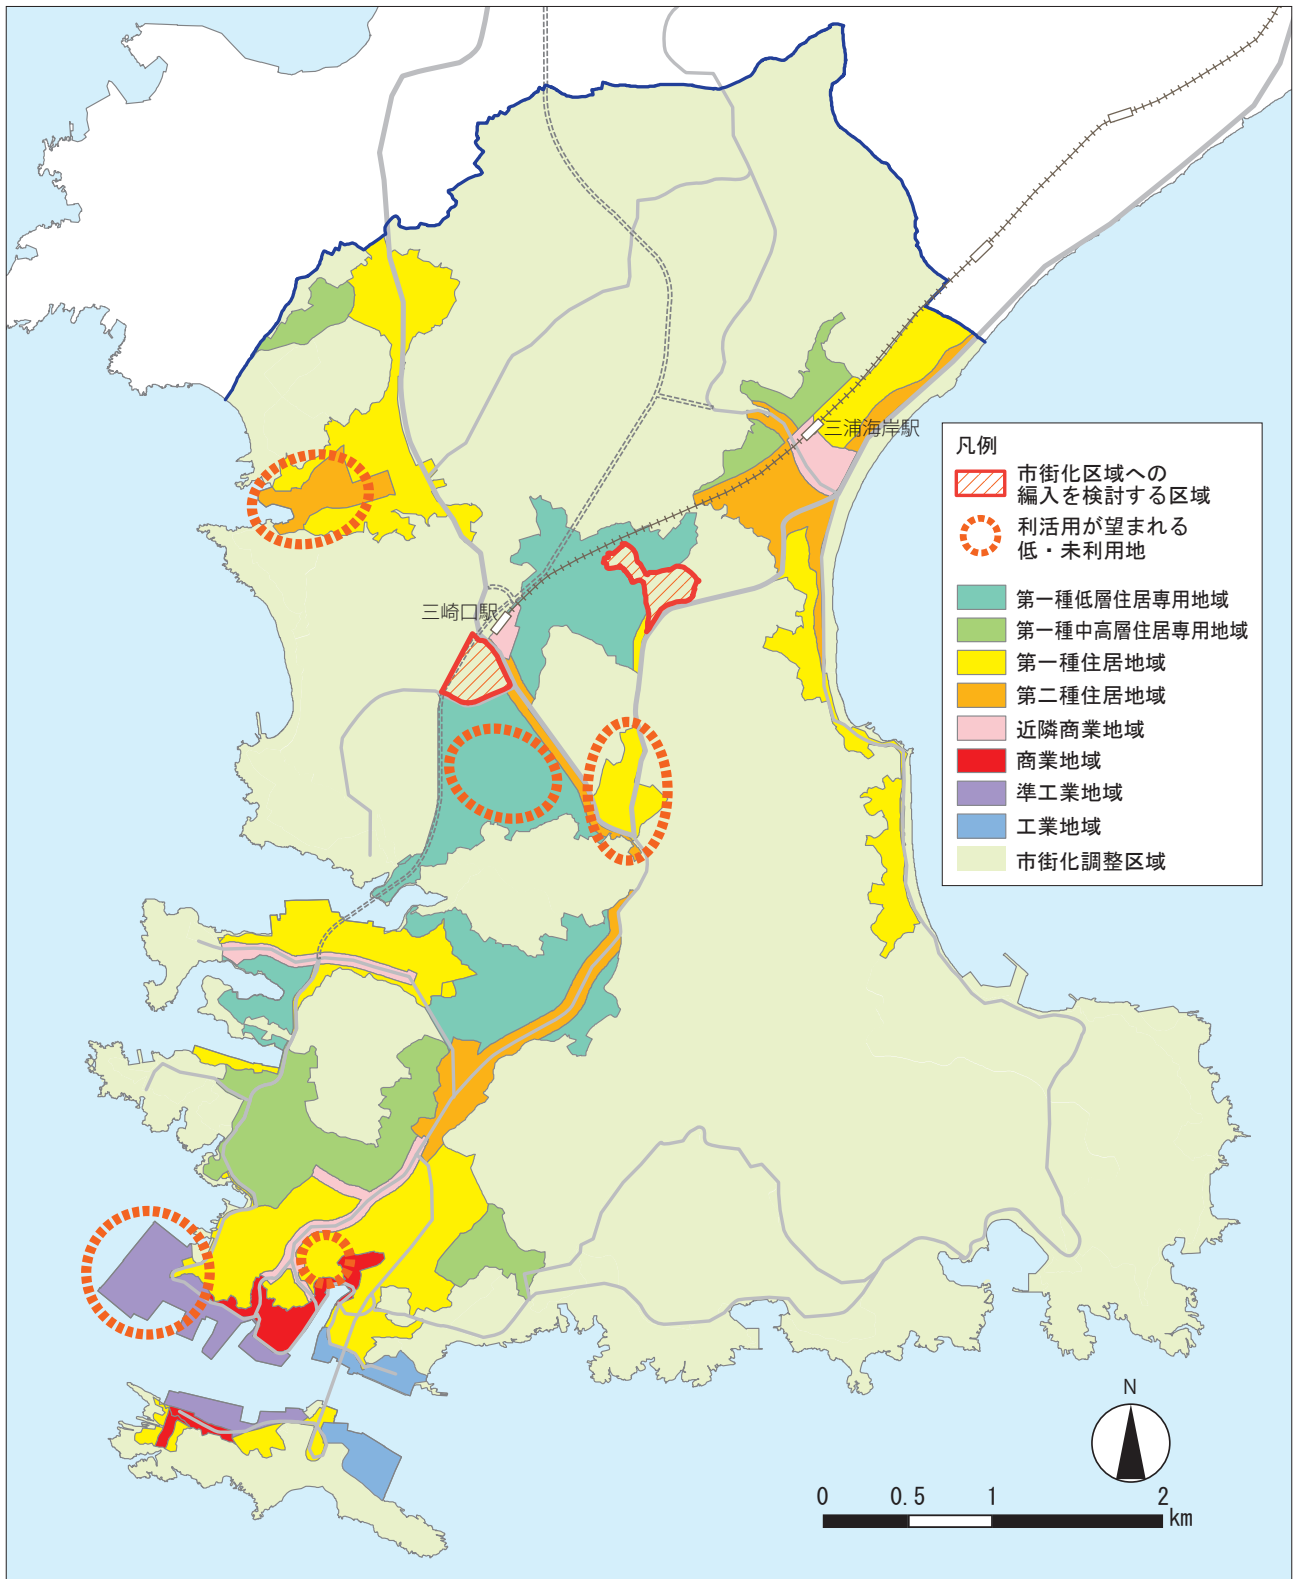 三浦海岸駅
三崎口駅
凡例
市街化区域への
編入を検討する区域
利活用が望まれる
低・未利用地
第一種低層住居専用地域
第一種中高層住居専用地域
第一種住居地域
第二種住居地域
近隣商業地域
商業地域
準工業地域
工業地域
市街化調整区域
N
0 0.5 1 2
km